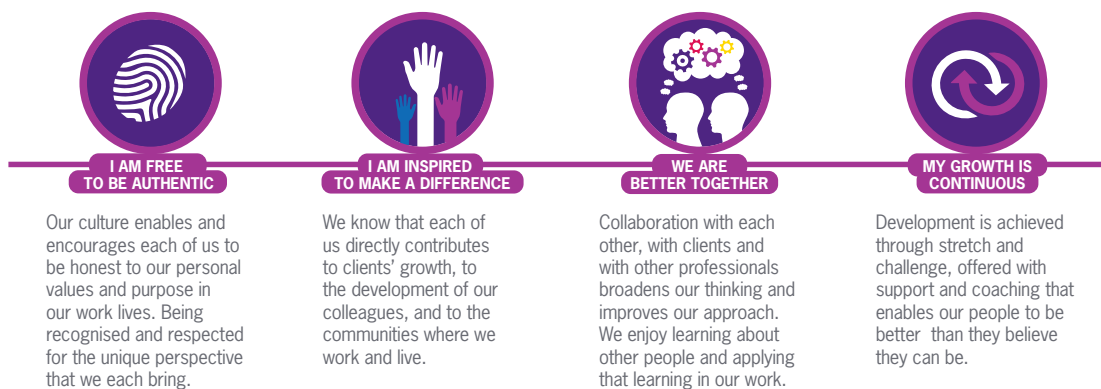 I AM FREE
TO BE AUTHENTIC
Our culture enables and
encourages each of us to
be honest to our personal
values and purpose in
our work lives. Being
recognised and respected
for the unique perspective
that we each bring.
I AM INSPIRED
TO MAKE A DIFFERENCE
We know that each of
us directly contributes
to clients’ growth, to
the development of our
colleagues, and to the
communities where we
work and live.
WE ARE
BETTER TOGETHER
Collaboration with each
other, with clients and
with other professionals
broadens our thinking and
improves our approach.
We enjoy learning about
other people and applying
that learning in our work.
MY GROWTH IS
CONTINUOUS
Development is achieved
through stretch and
challenge, offered with
support and coaching that
enables our people to be
better  than they believe
they can be.